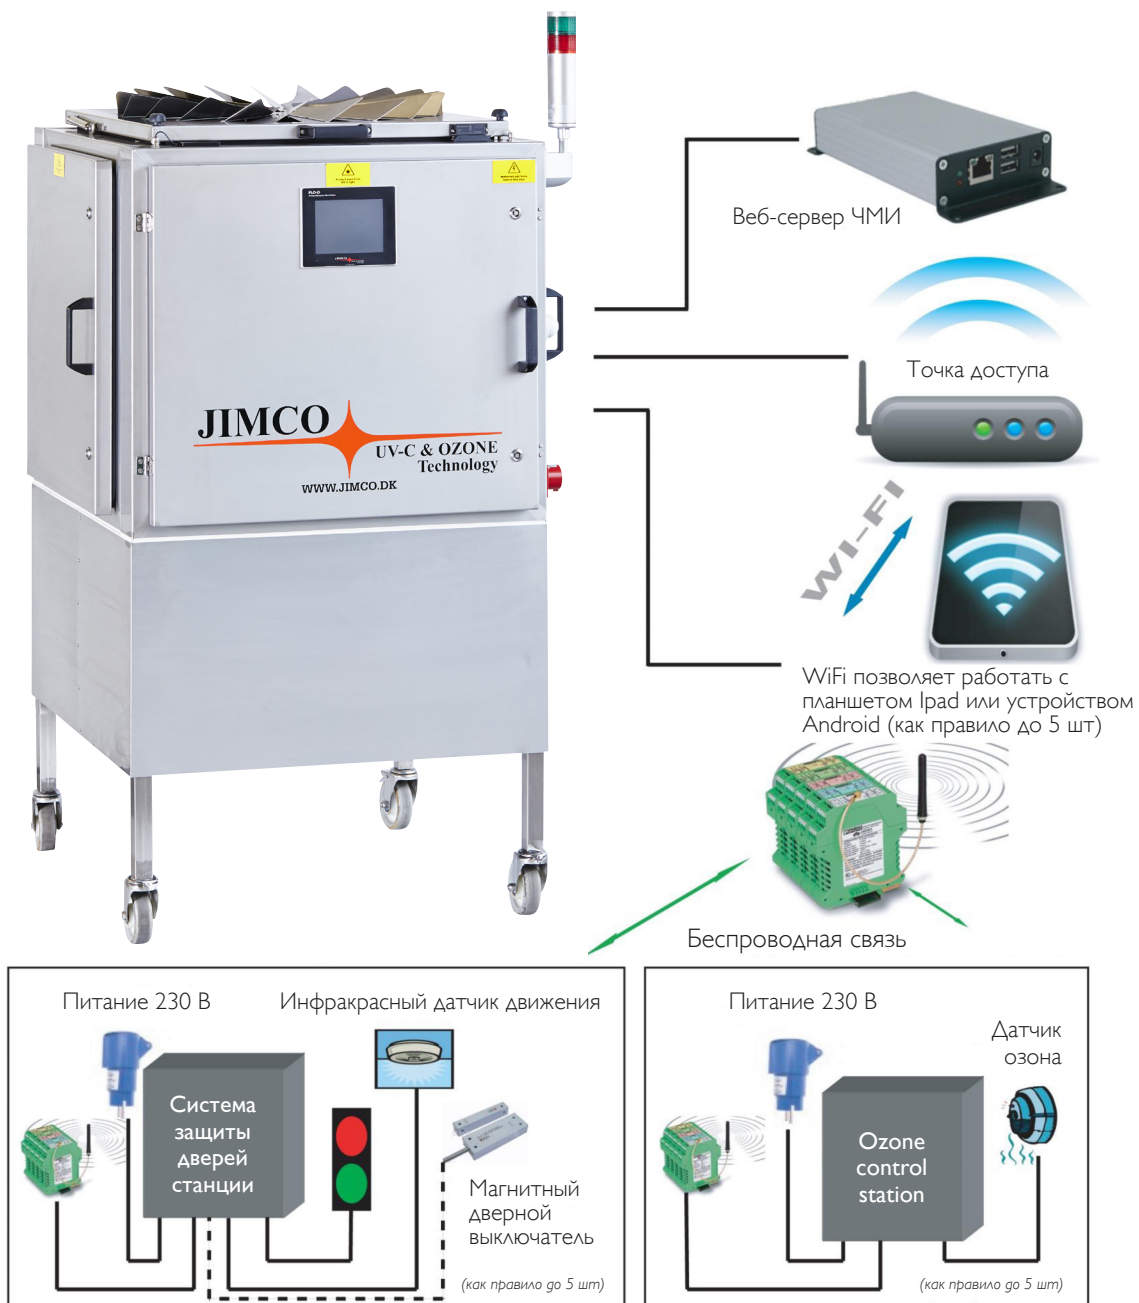 FLO-D
JIMCO
UV-C & OZONE
Technology
WWW.JIMCO.DK
Веб-сервер ЧМИ
Точка доступа
WI-FI
WiFi позволяет работать с
планшетом Ipad или устройством
Android (как правило до 5 шт)
Беспроводная связь
Питание 230 В
Инфракрасный датчик движения
Система
защиты
дверей
станции
Магнитный
дверной
выключатель
(как правило до 5 шт)
Питание 230 В
Датчик
озона
Ozone
control
station
(как правило до 5 шт)